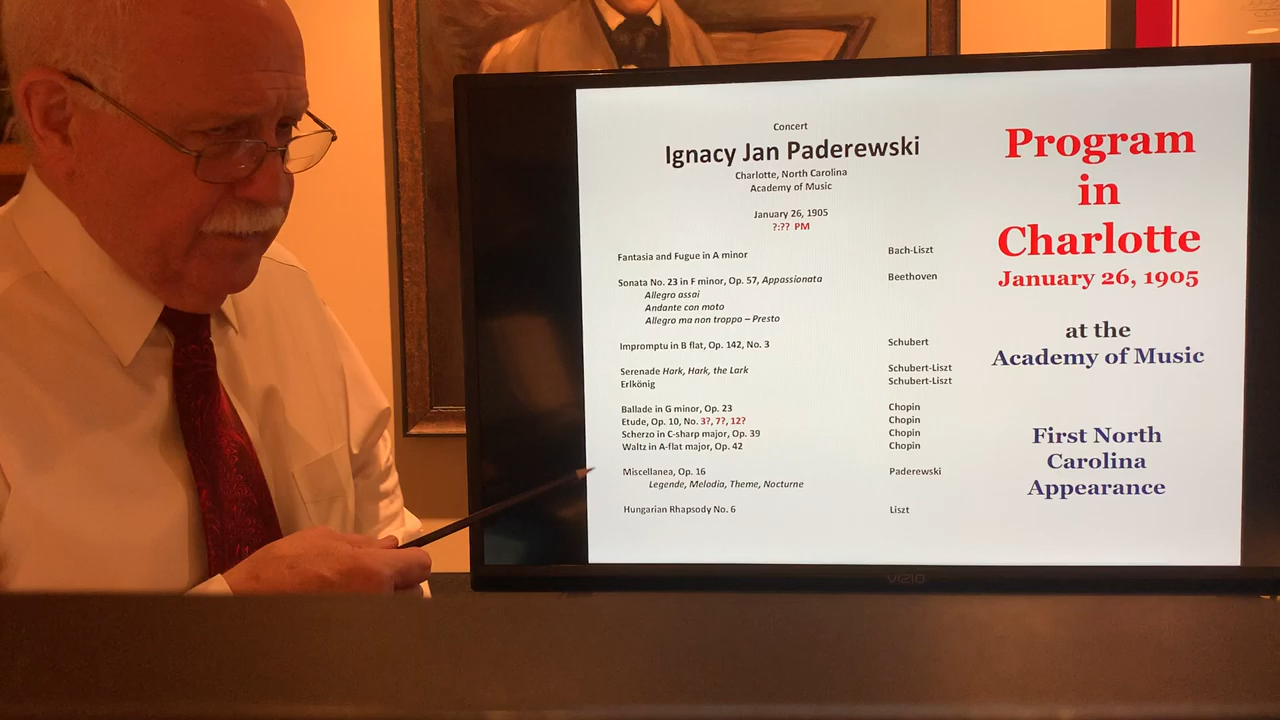 Concert
Ignacy Jan Paderewski
Charlotte, North Carolina
Academy of Music
January 26, 1905
?:?? PM
Fantasia and Fugue in A minor Bach-Liszt
Sonata No. 23 in F minor, Op. 57, Appassionata Beethoven
Allegro assai
Andante con moto
Allegro ma non troppo – Presto
Impromptu in B flat, Op. 142, No. 3 Schubert
Serenade Hark, Hark, the Lark Schubert-Liszt
Erlkönig Schubert-Liszt
Ballade in G minor, Op. 23 Chopin
Etude, Op. 10, No. 3?, 7?, 12? Chopin
Scherzo in C-sharp major, Op. 39 Chopin
Waltz in A-flat major, Op. 42 Chopin
Miscellanea, Op. 16 Paderewski
Legende, Melodia, Theme, Nocturne
Hungarian Rhapsody No. 6 Liszt
Program
in
Charlotte
January 26, 1905
at the
Academy of Music
First North
Carolina
Appearance
VIZIO